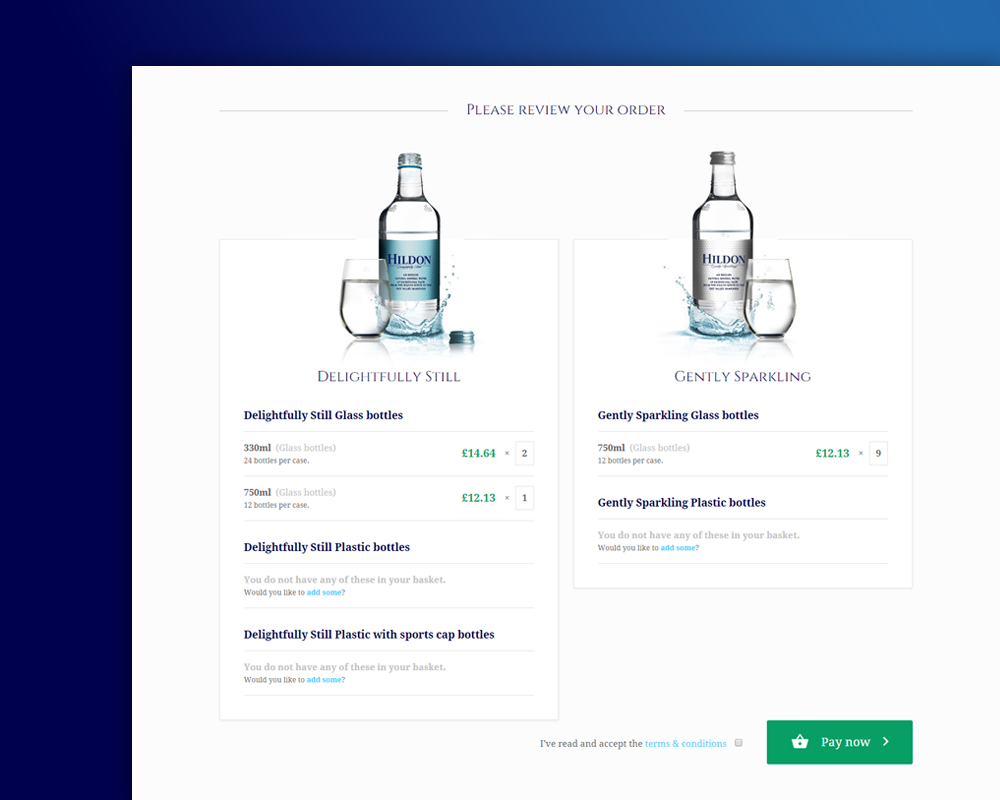 Please review your order
HILDON
Delightfully Still
HILDON
Gently Sparkling
Delightfully Still
Delightfully Still Glass bottles
330ml (Glass bottles)
24 bottles per case.
£14.64 × 2
750ml (Glass bottles)
12 bottles per case.
£12.13 × 1
Delightfully Still Plastic bottles
You do not have any of these in your basket.
Would you like to add some?
Delightfully Still Plastic with sports cap bottles
You do not have any of these in your basket.
Would you like to add some?
Gently Sparkling
Gently Sparkling Glass bottles
750ml (Glass bottles)
12 bottles per case.
£12.13 × 9
Gently Sparkling Plastic bottles
You do not have any of these in your basket.
Would you like to add some?
I've read and accept the terms & conditions
Pay now